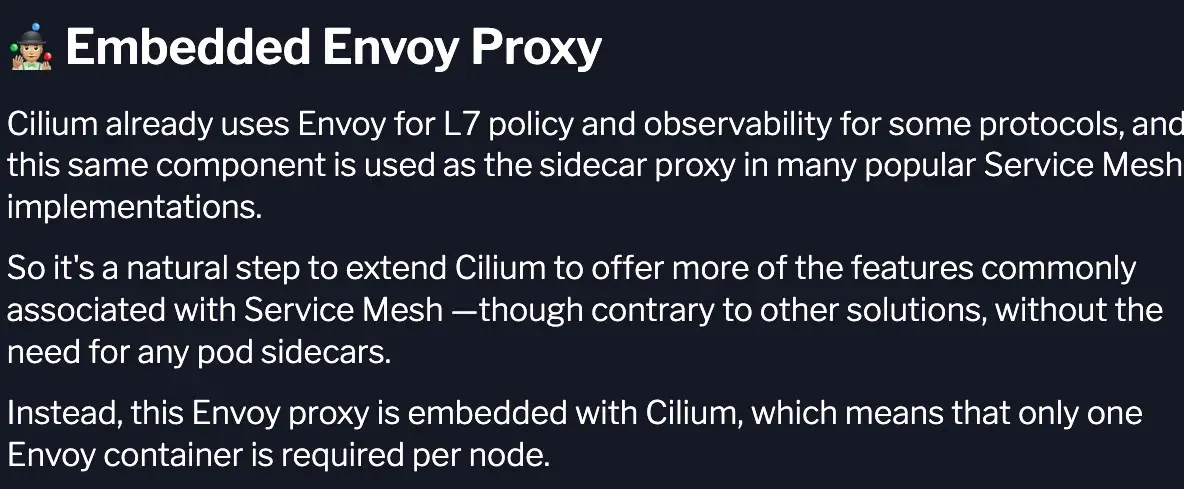 Embedded Envoy Proxy
Cilium already uses Envoy for L7 policy and observability for some protocols, and
this same component is used as the sidecar proxy in many popular Service Mesh
implementations.
So it's a natural step to extend Cilium to offer more of the features commonly
associated with Service Mesh —though contrary to other solutions, without the
need for any pod sidecars.
Instead, this Envoy proxy is embedded with Cilium, which means that only one
Envoy container is required per node.